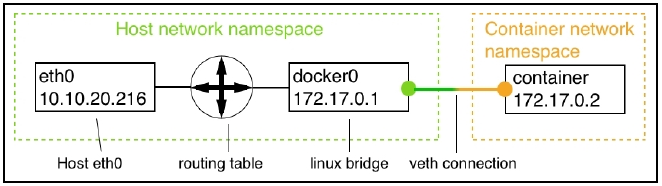 Host network namespace
Container network
namespace
eth0
10.10.20.216
docker0
172.17.0.1
container
172.17.0.2
Host eth0
routing table
linux bridge
veth connection